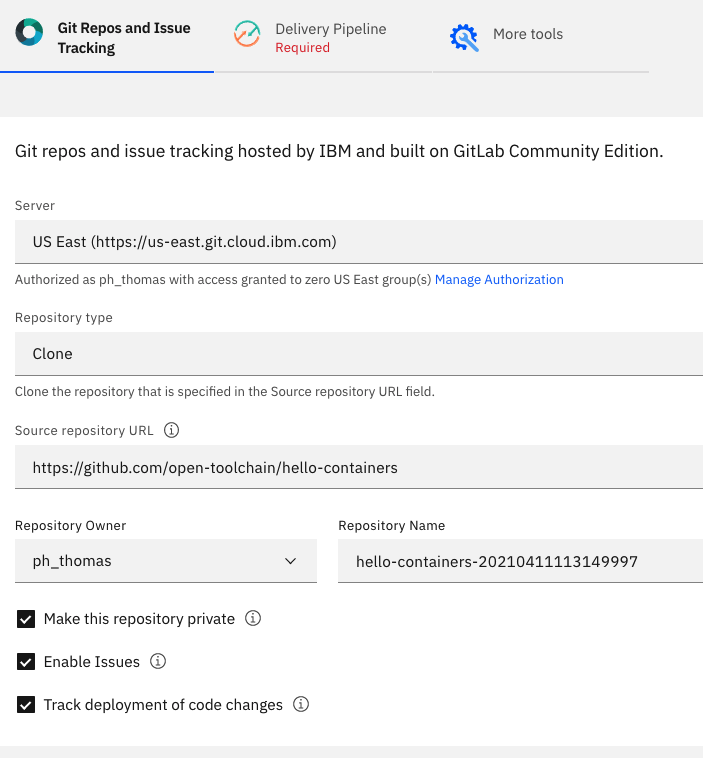 Git Repos and Issue
Tracking
Delivery Pipeline
Required
More tools
Git repos and issue tracking hosted by IBM and built on GitLab Community Edition.
Server
US East (https://us-east.git.cloud.ibm.com)
Authorized as ph_thomas with access granted to zero US East group(s) Manage Authorization
Repository type
Clone
Clone the repository that is specified in the Source repository URL field.
Source repository URL
https://github.com/open-toolchain/hello-containers
Repository Owner
Repository Name
ph_thomas
hello-containers-20210411113149997
Make this repository private
Enable Issues
Track deployment of code changes